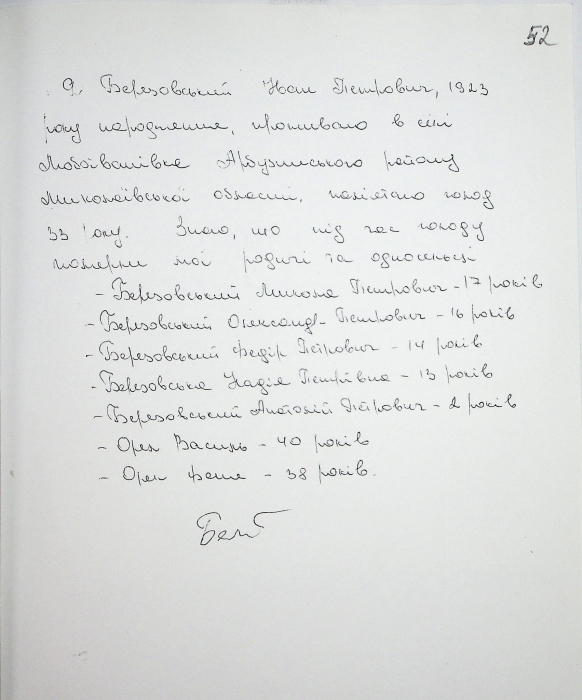 52
Я, Березовський Іван Петрович, 1923
року народження, проживаю в селі
Любоіванівка Арбузинського району
Миколаївської області, пам'ятаю голод
33 року. Знаю, що під час голоду
померли мої родичі та односельці
- Березовський Микола Петрович - 17 років
- Березовський Олександр Петрович - 16 років
- Березовський Федір Петрович - 14 років
- Березовська Надія Петрівна - 13 років
- Березовський Анатолій Петрович - 2 років
- Орел Василь - 40 років
- Орел - 38 років.